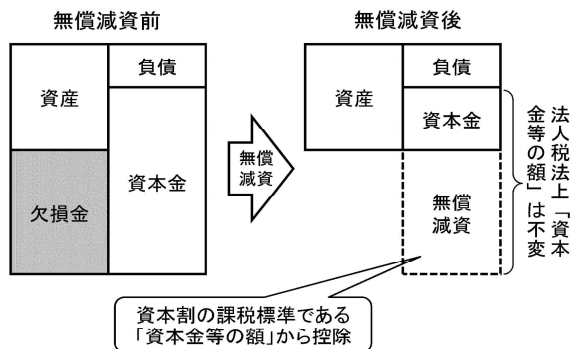 無償減資前
資産
負債
欠損金
資本金
無償
減資
無償減資後
資産
負債
資本金
無償
減資
法人税法上「資本
金等の額」は不変
資本割の課税標準である
「資本金等の額」から控除